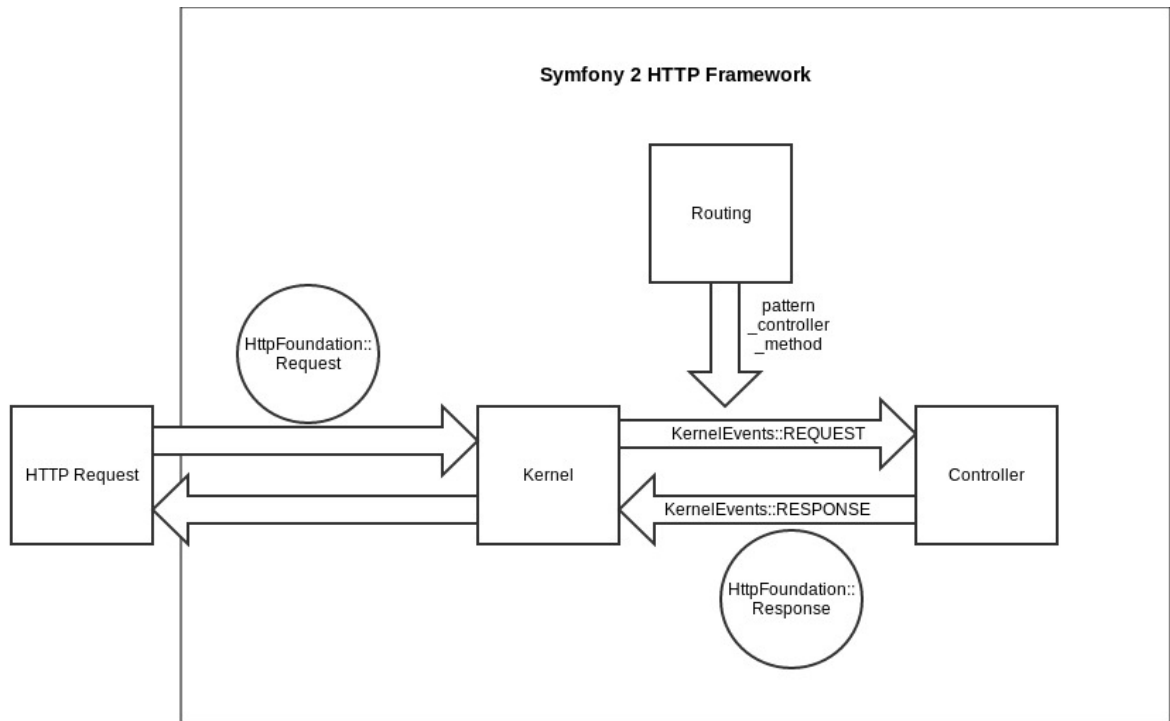 Symfony 2 HTTP Framework
Routing
pattern
_controller
_method
HttpFoundation::
Request
HTTP Request
Kernel
KernelEvents::REQUEST
Controller
KernelEvents::RESPONSE
HttpFoundation::
Response